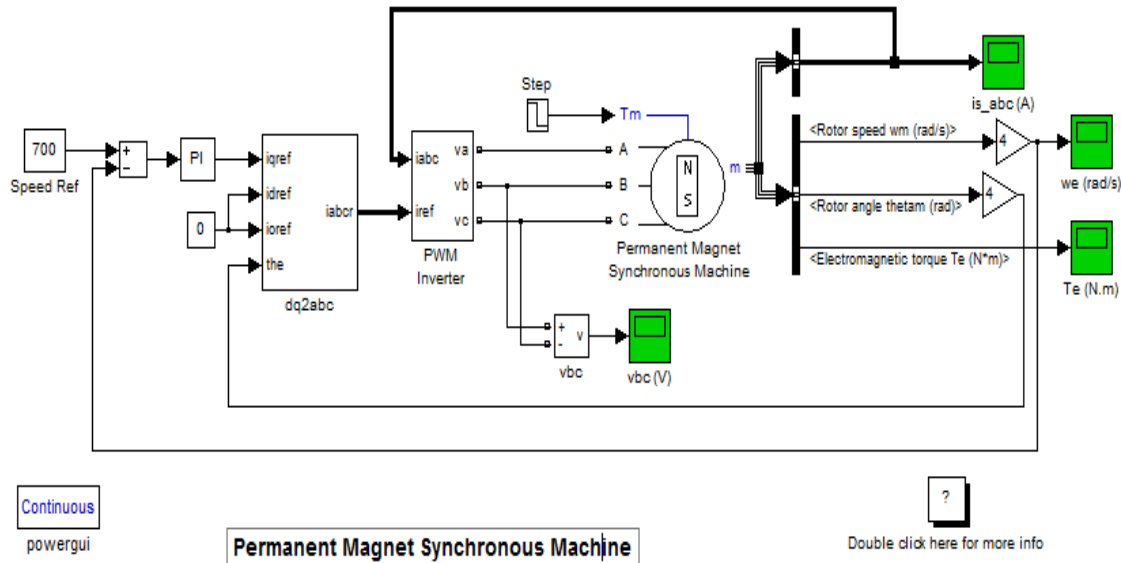 Step
Tm
is_abc (A)
700
Speed Ref
+
−
PI
iqref
idref
ioref
the
iabcr
dq2abc
0
iabc
iref
va
vb
vc
PWM
Inverter
A
B
C
N
S
m
Permanent Magnet
Synchronous Machine
<Rotor speed wm (rad/s)>
4
we (rad/s)
<Rotor angle thetam (rad)>
4
<Electromagnetic torque Te (N*m)>
Te (N.m)
+
-
v
vbc
vbc (V)
Continuous
powergui
Permanent Magnet Synchronous Machine
?
Double click here for more info